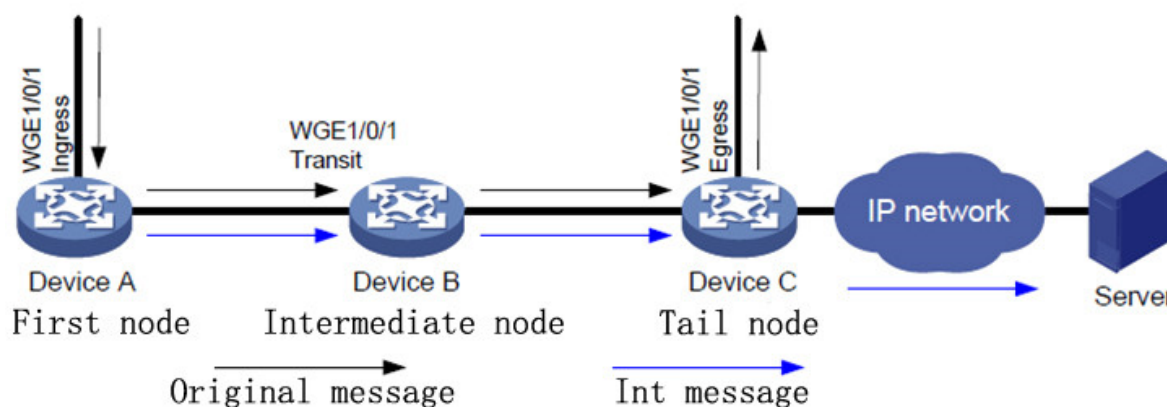 WGE1/0/1
Ingress
WGE1/0/1
Transit
WGE1/0/1
Egress
IP network
Device A
Device B
Device C
Server
First node
Intermediate node
Tail node
Original message
Int message